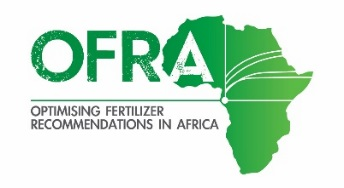 OFRA
OPTIMISING FERTILIZER
RECOMMENDATIONS IN AFRICA